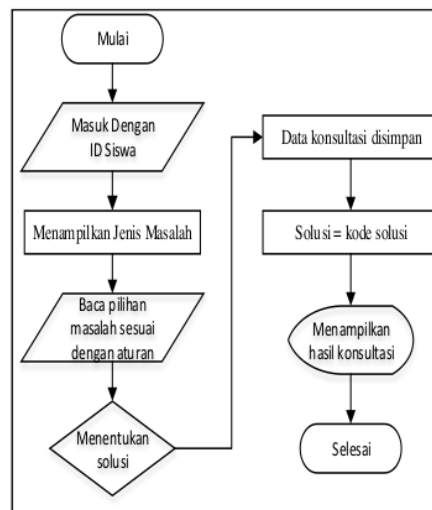 Mulai
Masuk Dengan
ID Siswa
Menampilkan Jenis Masalah
Baca pilihan
masalah sesuai
dengan aturan
Menentukan
solusi
Data konsultasi disimpan
Solusi = kode solusi
Menampilkan
hasil konsultasi
Selesai